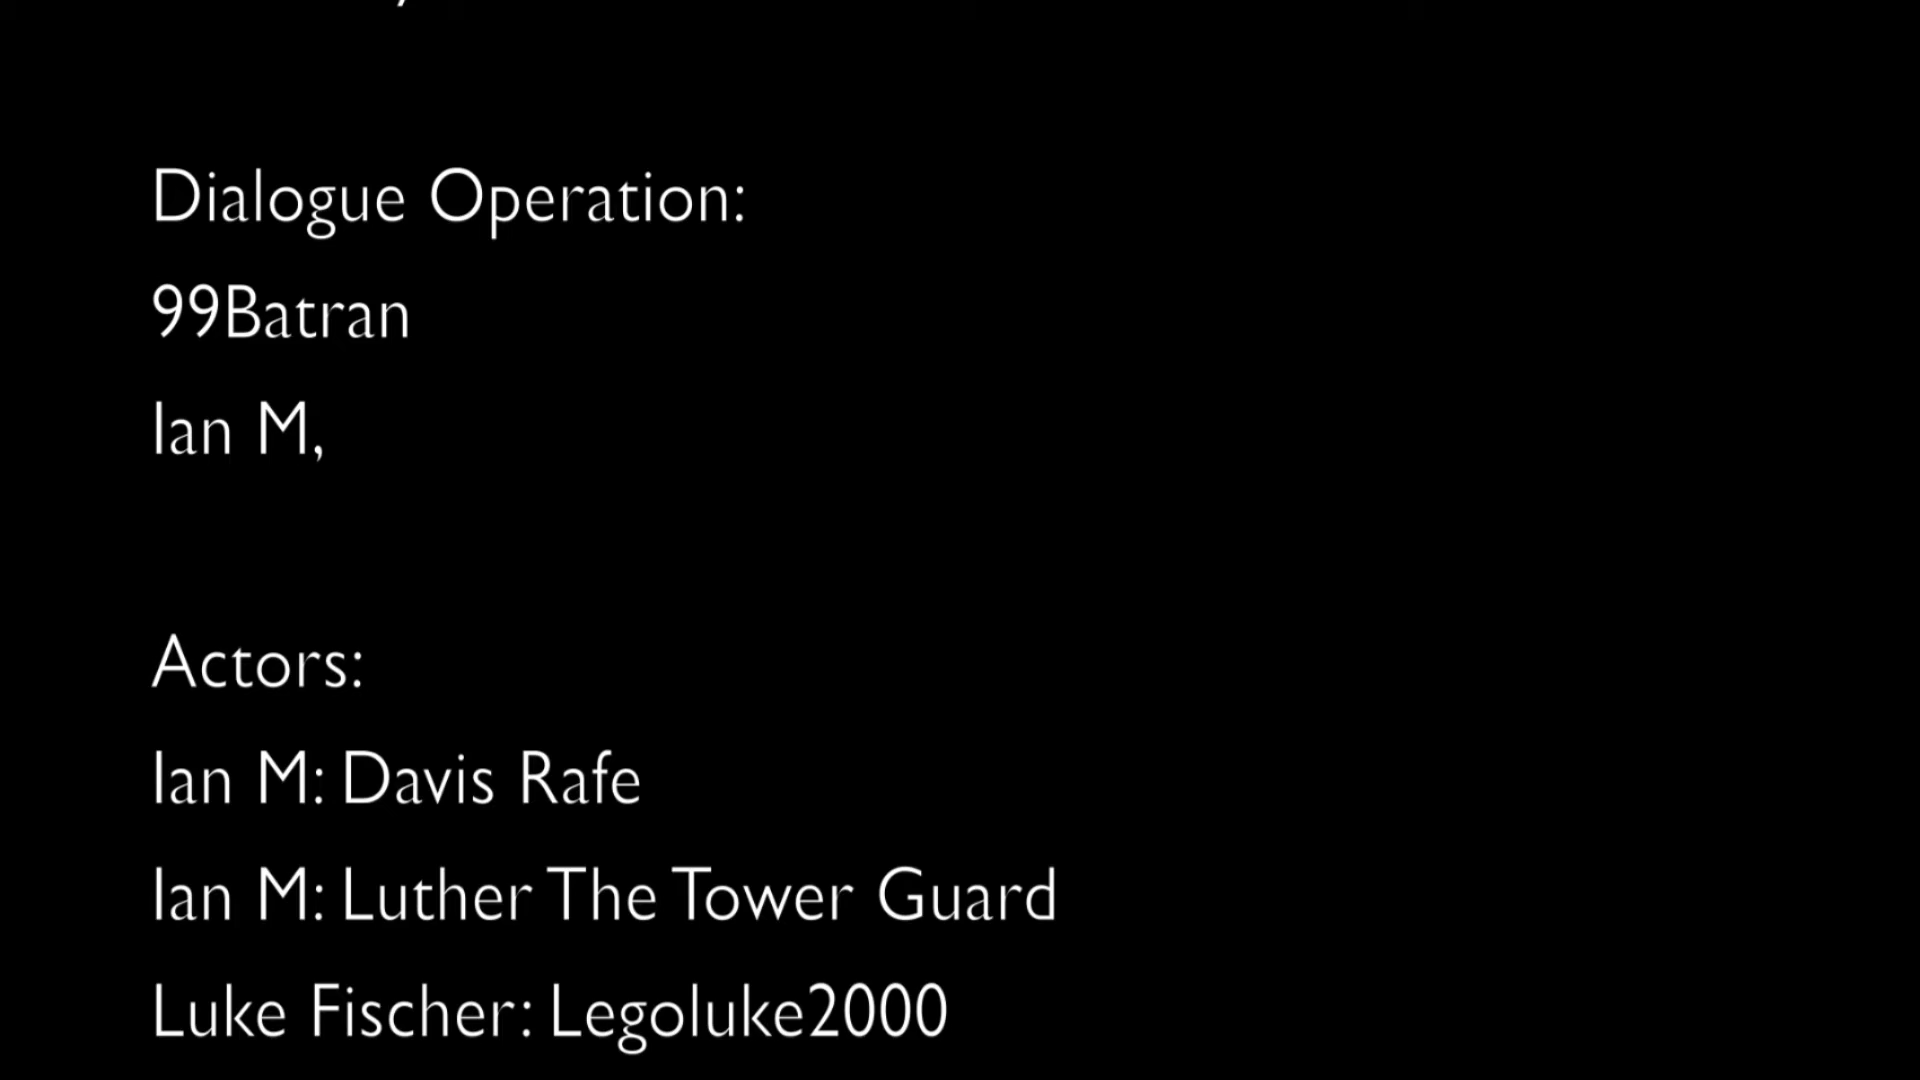 Dialogue Operation:
99Batran
Ian M,
Actors:
Ian M: Davis Rafe
Ian M: Luther The Tower Guard
Luke Fischer: Legoluke2000